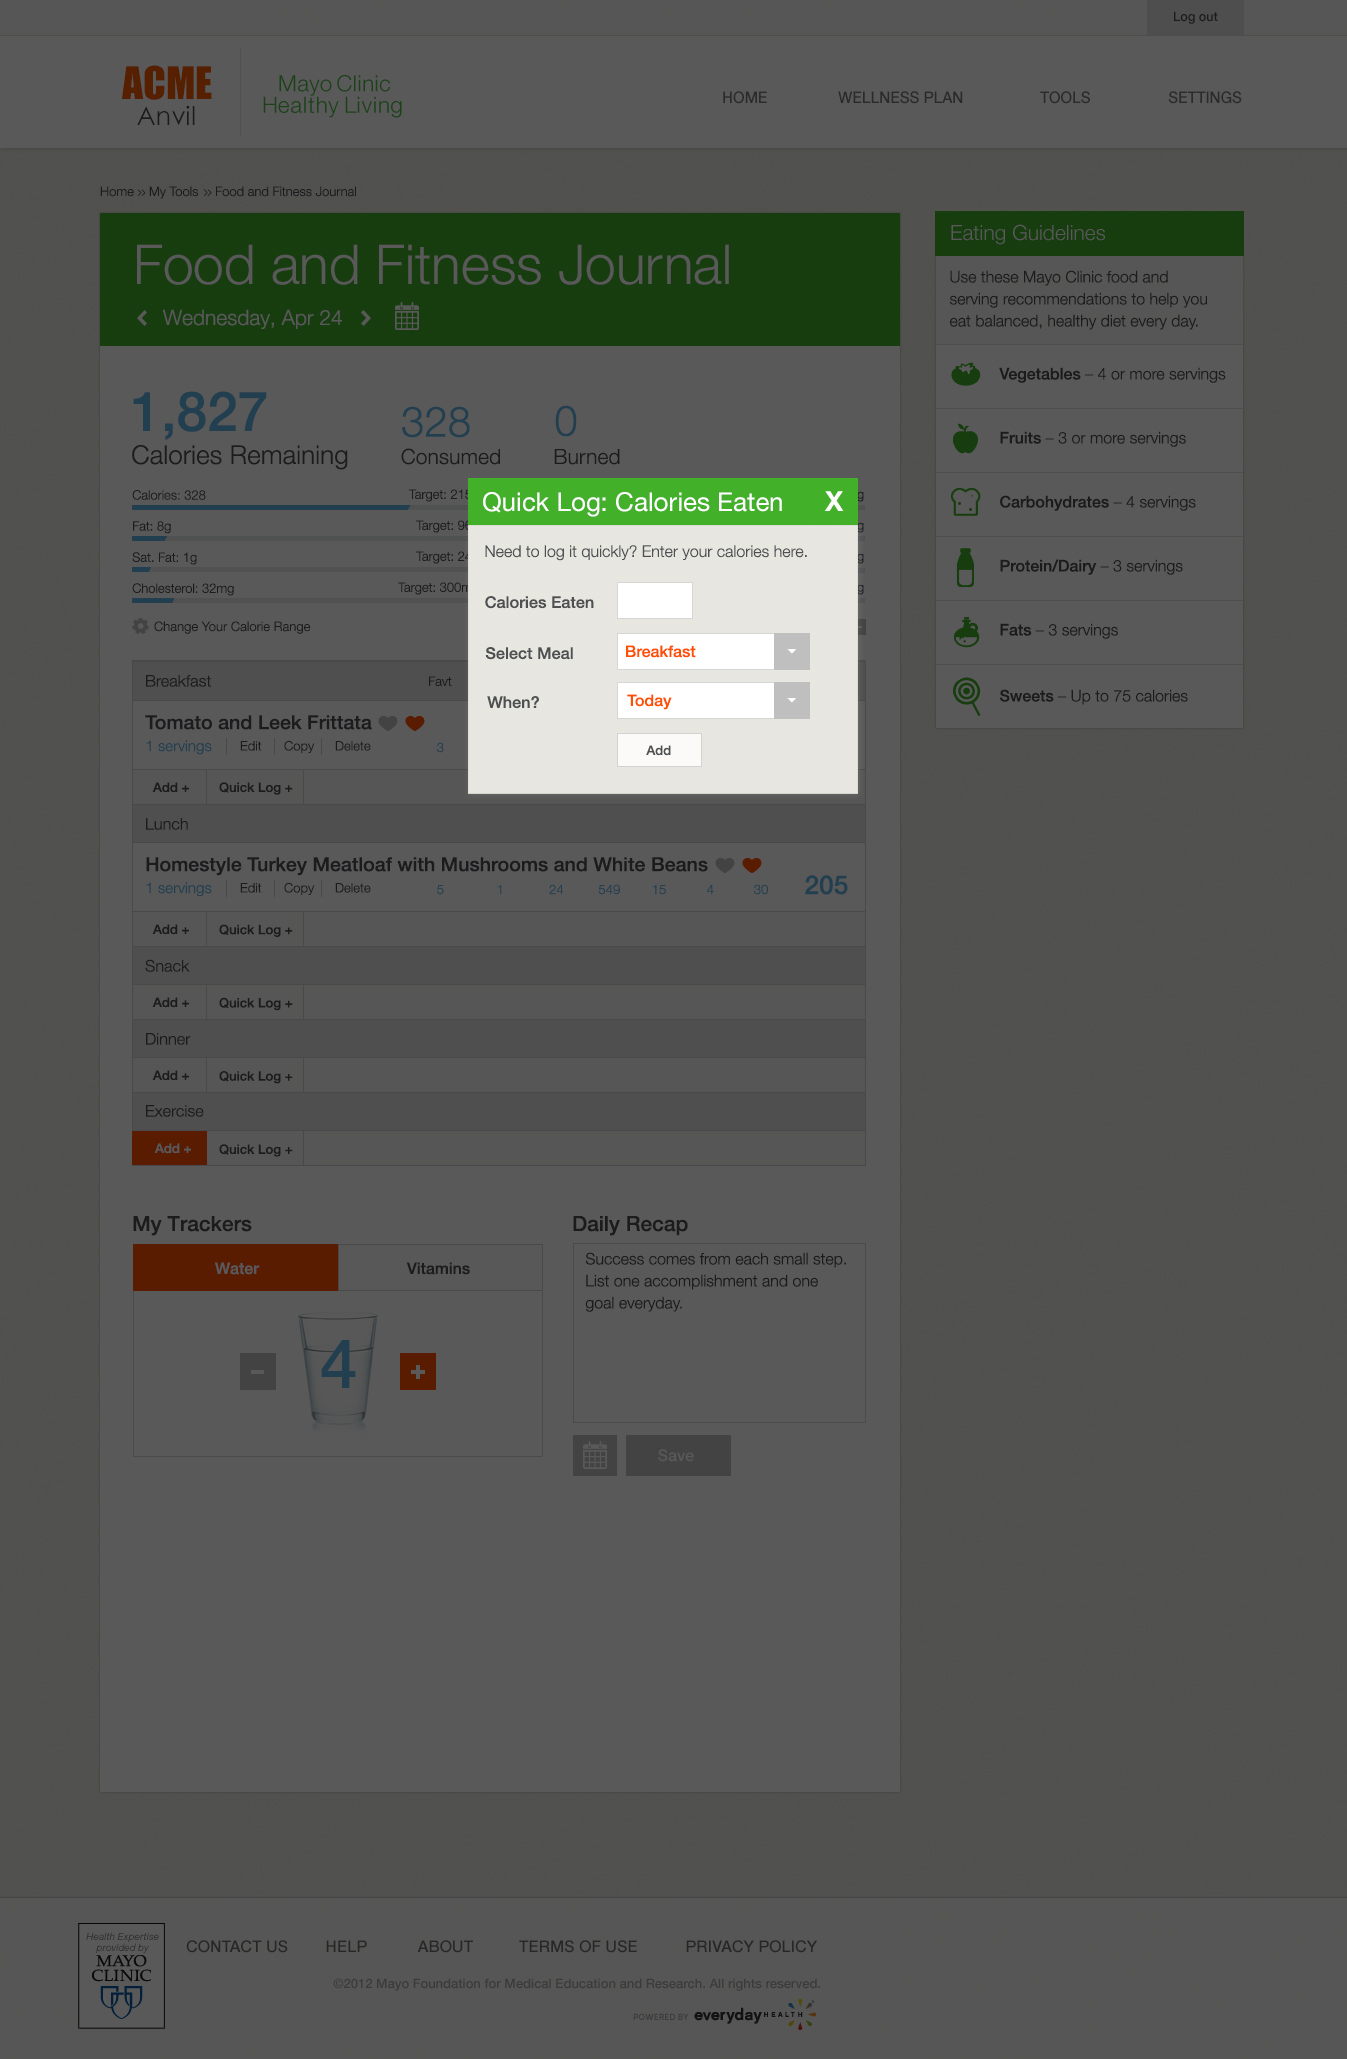 Log out
ACME
Anvil
Mayo Clinic
Healthy Living
HOME WELLNESS PLAN TOOLS SETTINGS
Home » My Tools » Food and Fitness Journal
Food and Fitness Journal
Wednesday, Apr 24
1,827
Calories Remaining
328
Consumed
0
Burned
Calories: 328 Target:
Fat: 8g Target:
Sat. Fat: 1g Target:
Cholesterol: 32mg Target:
Change Your Calorie Range
Quick Log: Calories Eaten X
Need to log it quickly? Enter your calories here.
Calories Eaten
Select Meal Breakfast
When? Today
Add
Breakfast Favt
Tomato and Leek Frittata
1 servings Edit Copy Delete 3
Add + Quick Log +
Lunch
Homestyle Turkey Meatloaf with Mushrooms and White Beans
1 servings Edit Copy Delete 5 1 24 549 15 4 30 205
Add + Quick Log +
Snack
Add + Quick Log +
Dinner
Add + Quick Log +
Exercise
Add + Quick Log +
My Trackers
Water Vitamins
4
Daily Recap
Success comes from each small step.
List one accomplishment and one
goal everyday.
Save
Eating Guidelines
Use these Mayo Clinic food and
serving recommendations to help you
eat balanced, healthy diet every day.
Vegetables – 4 or more servings
Fruits – 3 or more servings
Carbohydrates – 4 servings
Protein/Dairy – 3 servings
Fats – 3 servings
Sweets – Up to 75 calories
Health Expertise
provided by
MAYO
CLINIC
CONTACT US HELP ABOUT TERMS OF USE PRIVACY POLICY
©2012 Mayo Foundation for Medical Education and Research. All rights reserved.
POWERED BY everydayHEALTH